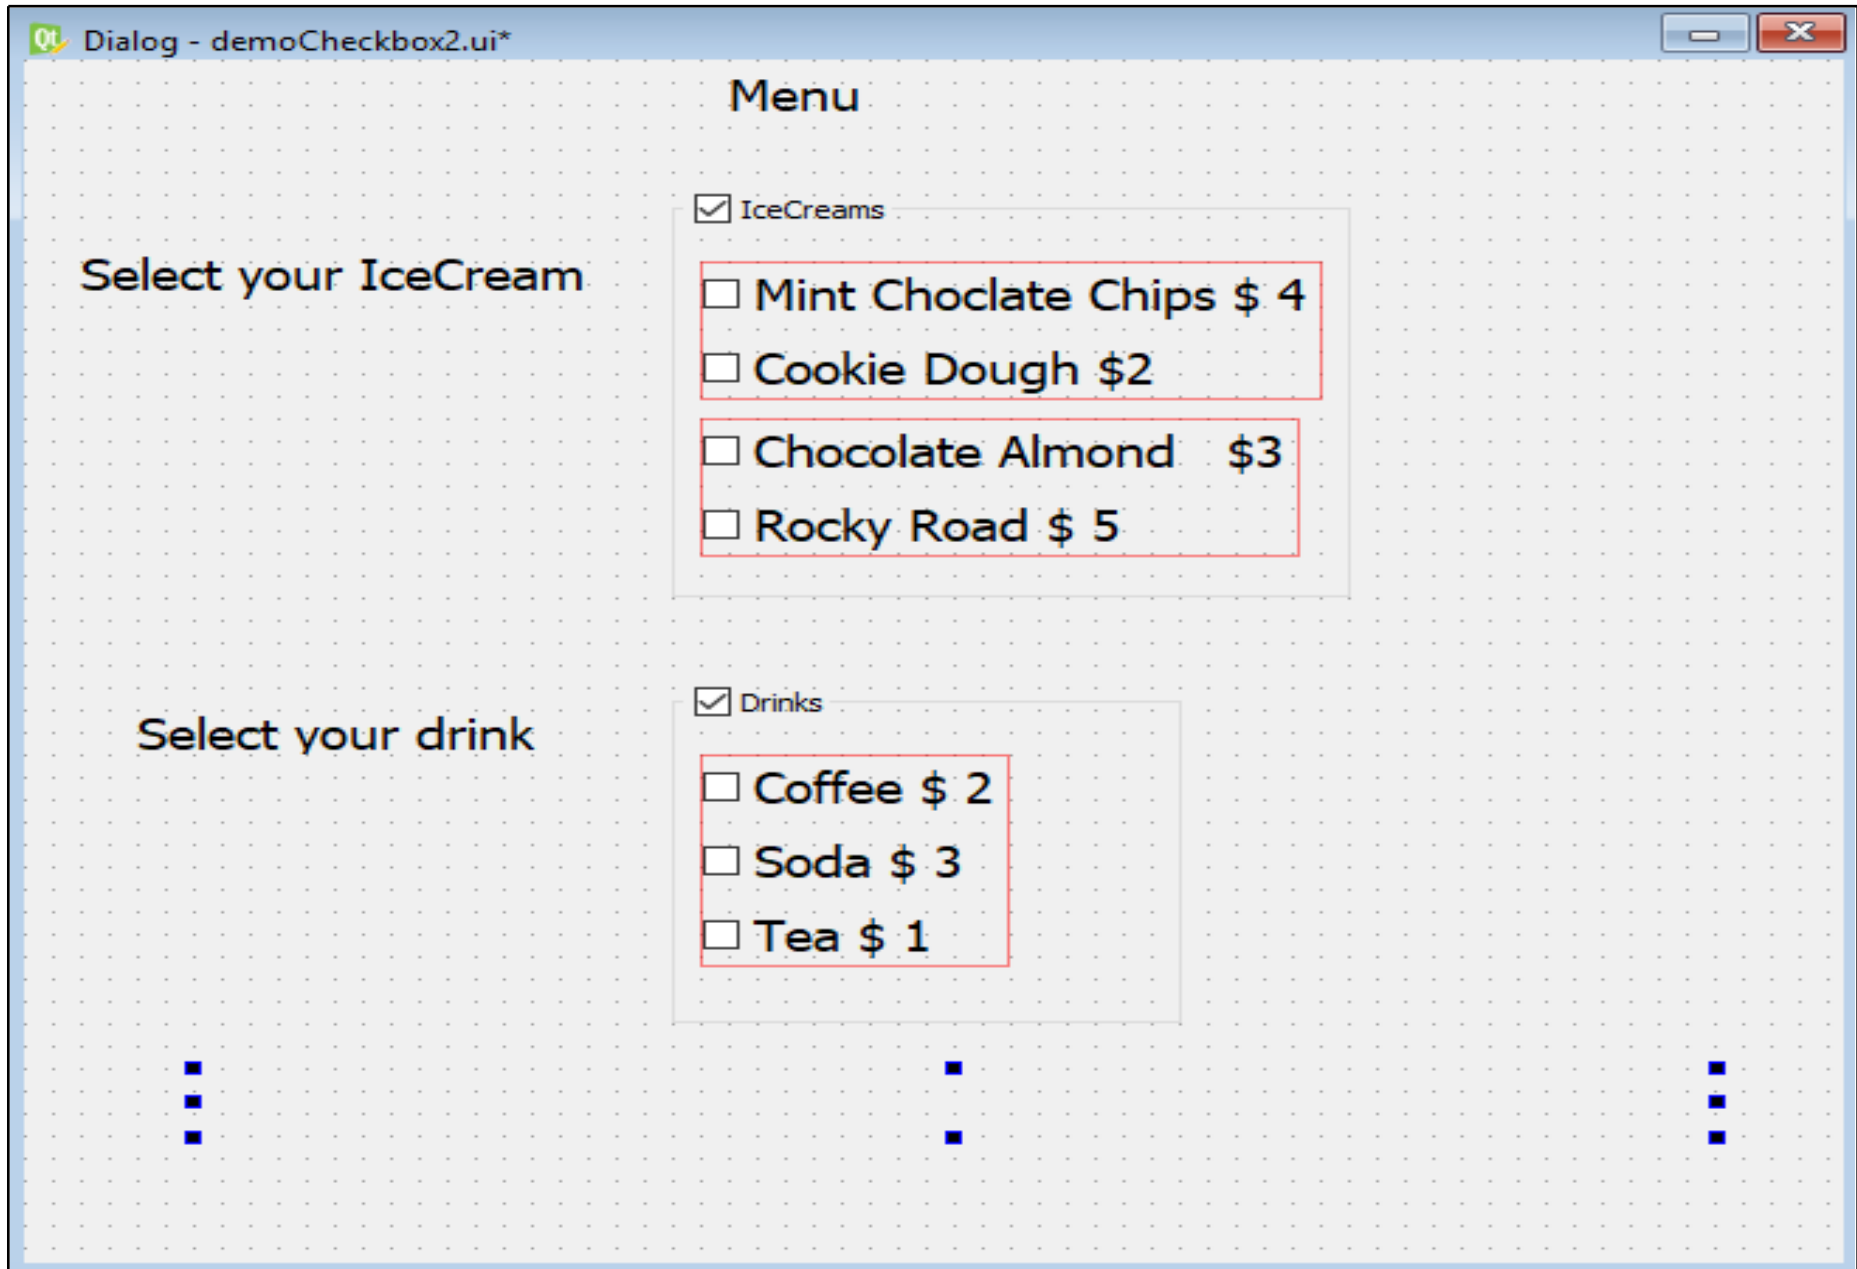 Qt Dialog - demoCheckbox2.ui*
Menu
IceCreams
Select your IceCream
Mint Choclate Chips $ 4
Cookie Dough $2
Chocolate Almond $3
Rocky Road $ 5
Drinks
Select your drink
Coffee $ 2
Soda $ 3
Tea $ 1